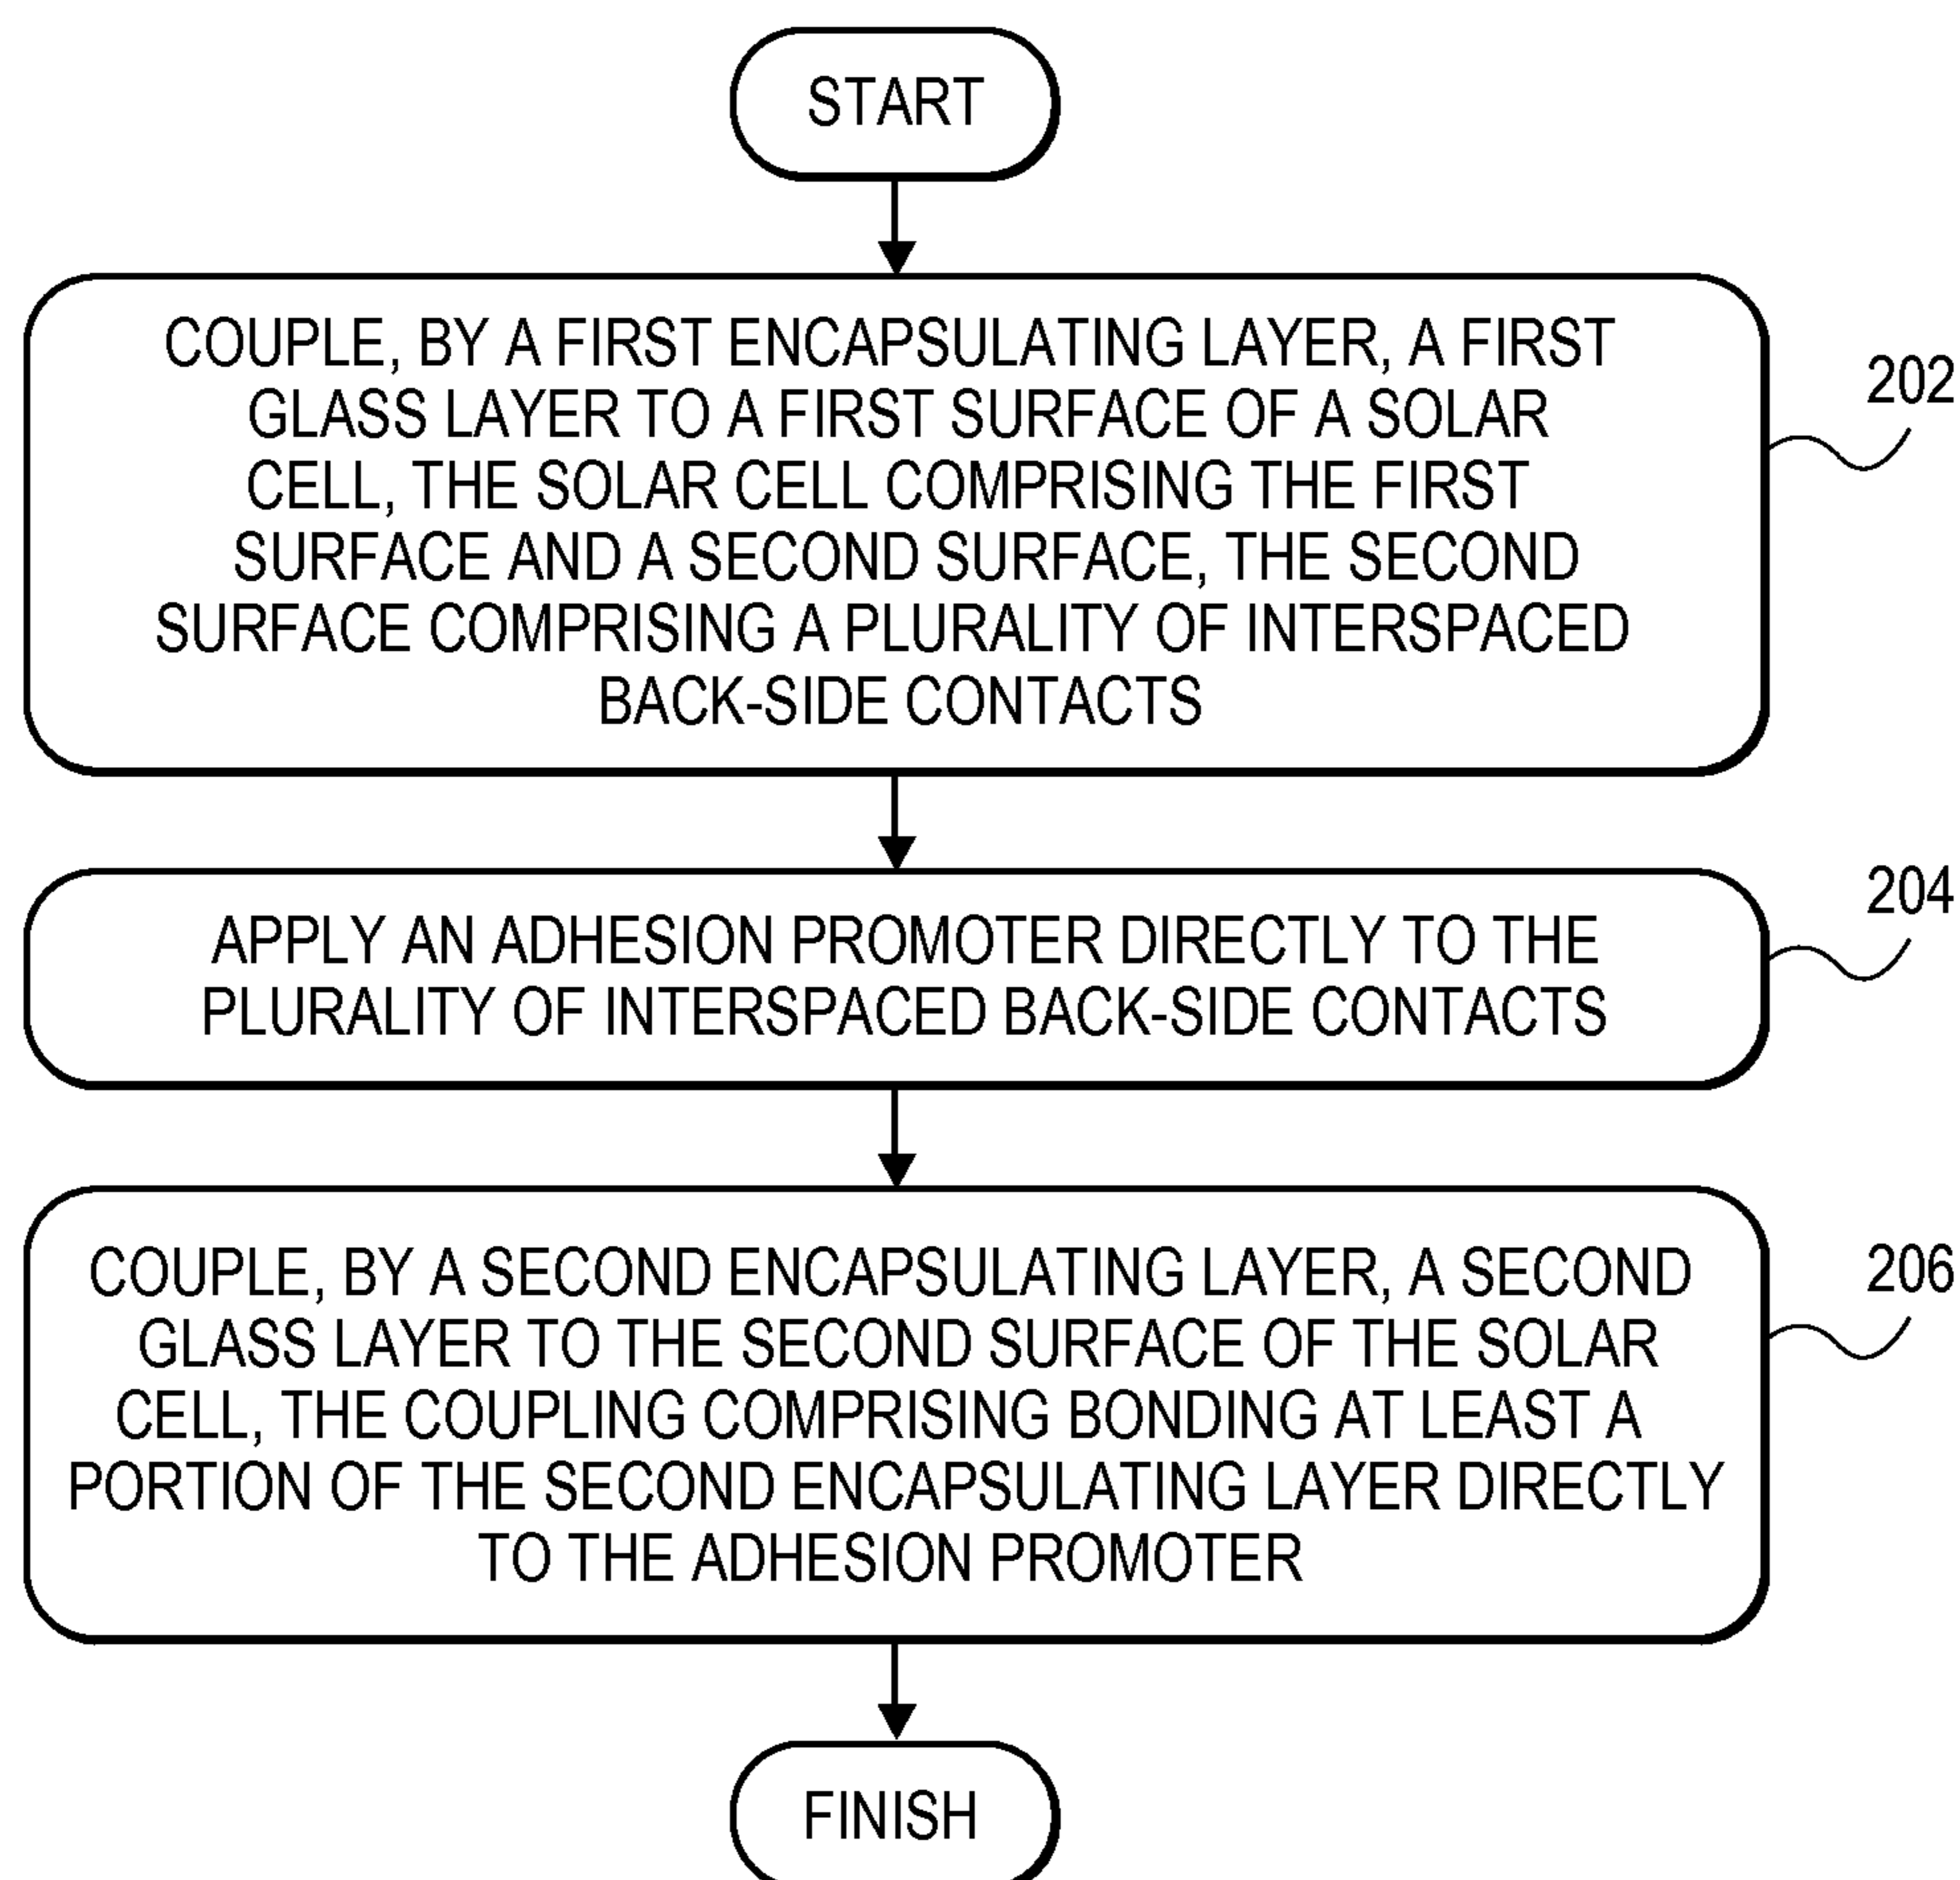 START
COUPLE, BY A FIRST ENCAPSULATING LAYER, A FIRST
GLASS LAYER TO A FIRST SURFACE OF A SOLAR
CELL, THE SOLAR CELL COMPRISING THE FIRST
SURFACE AND A SECOND SURFACE, THE SECOND
SURFACE COMPRISING A PLURALITY OF INTERSPACED
BACK-SIDE CONTACTS
202
APPLY AN ADHESION PROMOTER DIRECTLY TO THE
PLURALITY OF INTERSPACED BACK-SIDE CONTACTS
204
COUPLE, BY A SECOND ENCAPSULATING LAYER, A SECOND
GLASS LAYER TO THE SECOND SURFACE OF THE SOLAR
CELL, THE COUPLING COMPRISING BONDING AT LEAST A
PORTION OF THE SECOND ENCAPSULATING LAYER DIRECTLY
TO THE ADHESION PROMOTER
206
FINISH